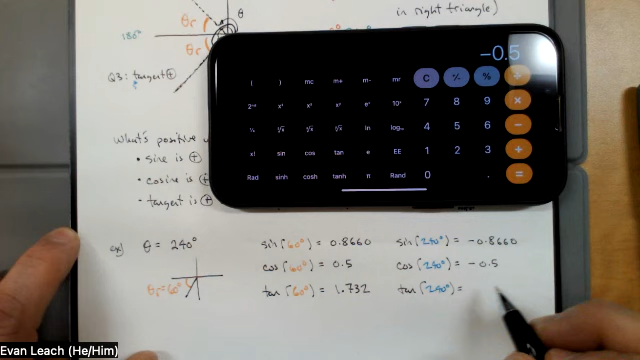 in right triangle)
θ
θr
180°
θr
Q3: tangent ⊕
What's positive
• sine is ⊕
• cosine is ⊕
• tangent is ⊕
-0.5
( ) mc m+ m- mr C % ÷
2ⁿᵈ x² x³ xʸ eˣ 10ˣ 7 8 9 ×
¹/x ²√x ³√x ʸ√x ln log₁₀ 4 5 6 −
x! sin cos tan e EE 1 2 3 +
Rad sinh cosh tanh π Rand 0 . =
ex) θ = 240°
θr = 60°
sin(60°) = 0.8660
cos(60°) = 0.5
tan(60°) = 1.732
sin(240°) = -0.8660
cos(240°) = -0.5
tan(240°) =
Evan Leach (He/Him)